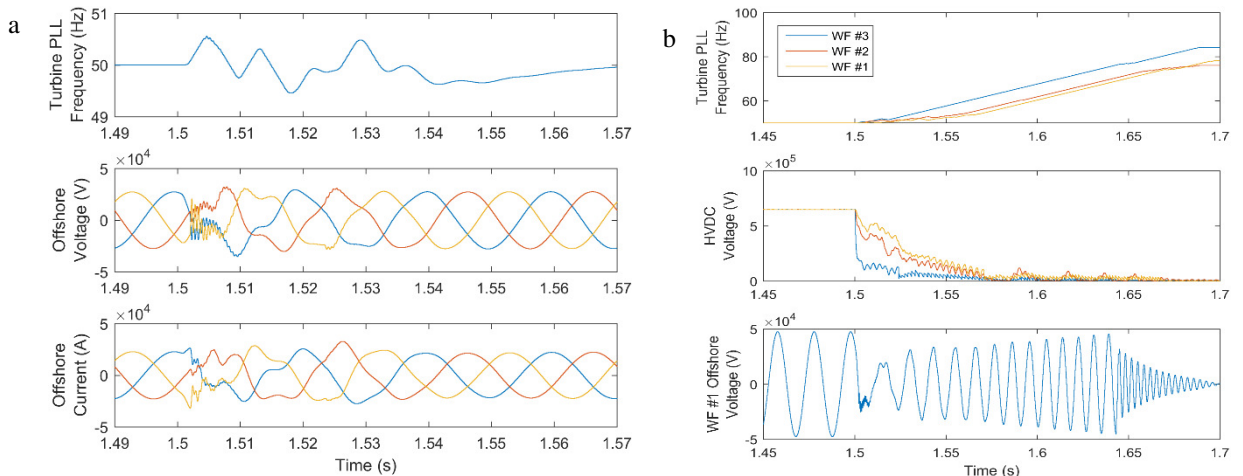 a
Turbine PLL
Frequency (Hz)
51
50
49
1.49 1.5 1.51 1.52 1.53 1.54 1.55 1.56 1.57
×10⁴
Offshore
Voltage (V)
5
0
-5
1.49 1.5 1.51 1.52 1.53 1.54 1.55 1.56 1.57
×10⁴
Offshore
Current (A)
5
0
-5
1.49 1.5 1.51 1.52 1.53 1.54 1.55 1.56 1.57
Time (s)
b
Turbine PLL
Frequency (Hz)
100
80
60
WF #3
WF #2
WF #1
1.45 1.5 1.55 1.6 1.65 1.7
×10⁵
HVDC
Voltage (V)
10
5
0
1.45 1.5 1.55 1.6 1.65 1.7
×10⁴
WF #1 Offshore
Voltage (V)
5
0
-5
1.45 1.5 1.55 1.6 1.65 1.7
Time (s)